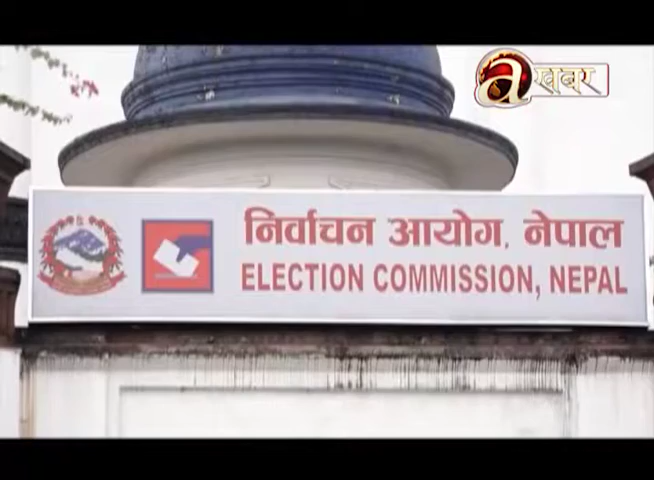 a खबर
निर्वाचन आयोग, नेपाल
ELECTION COMMISSION, NEPAL